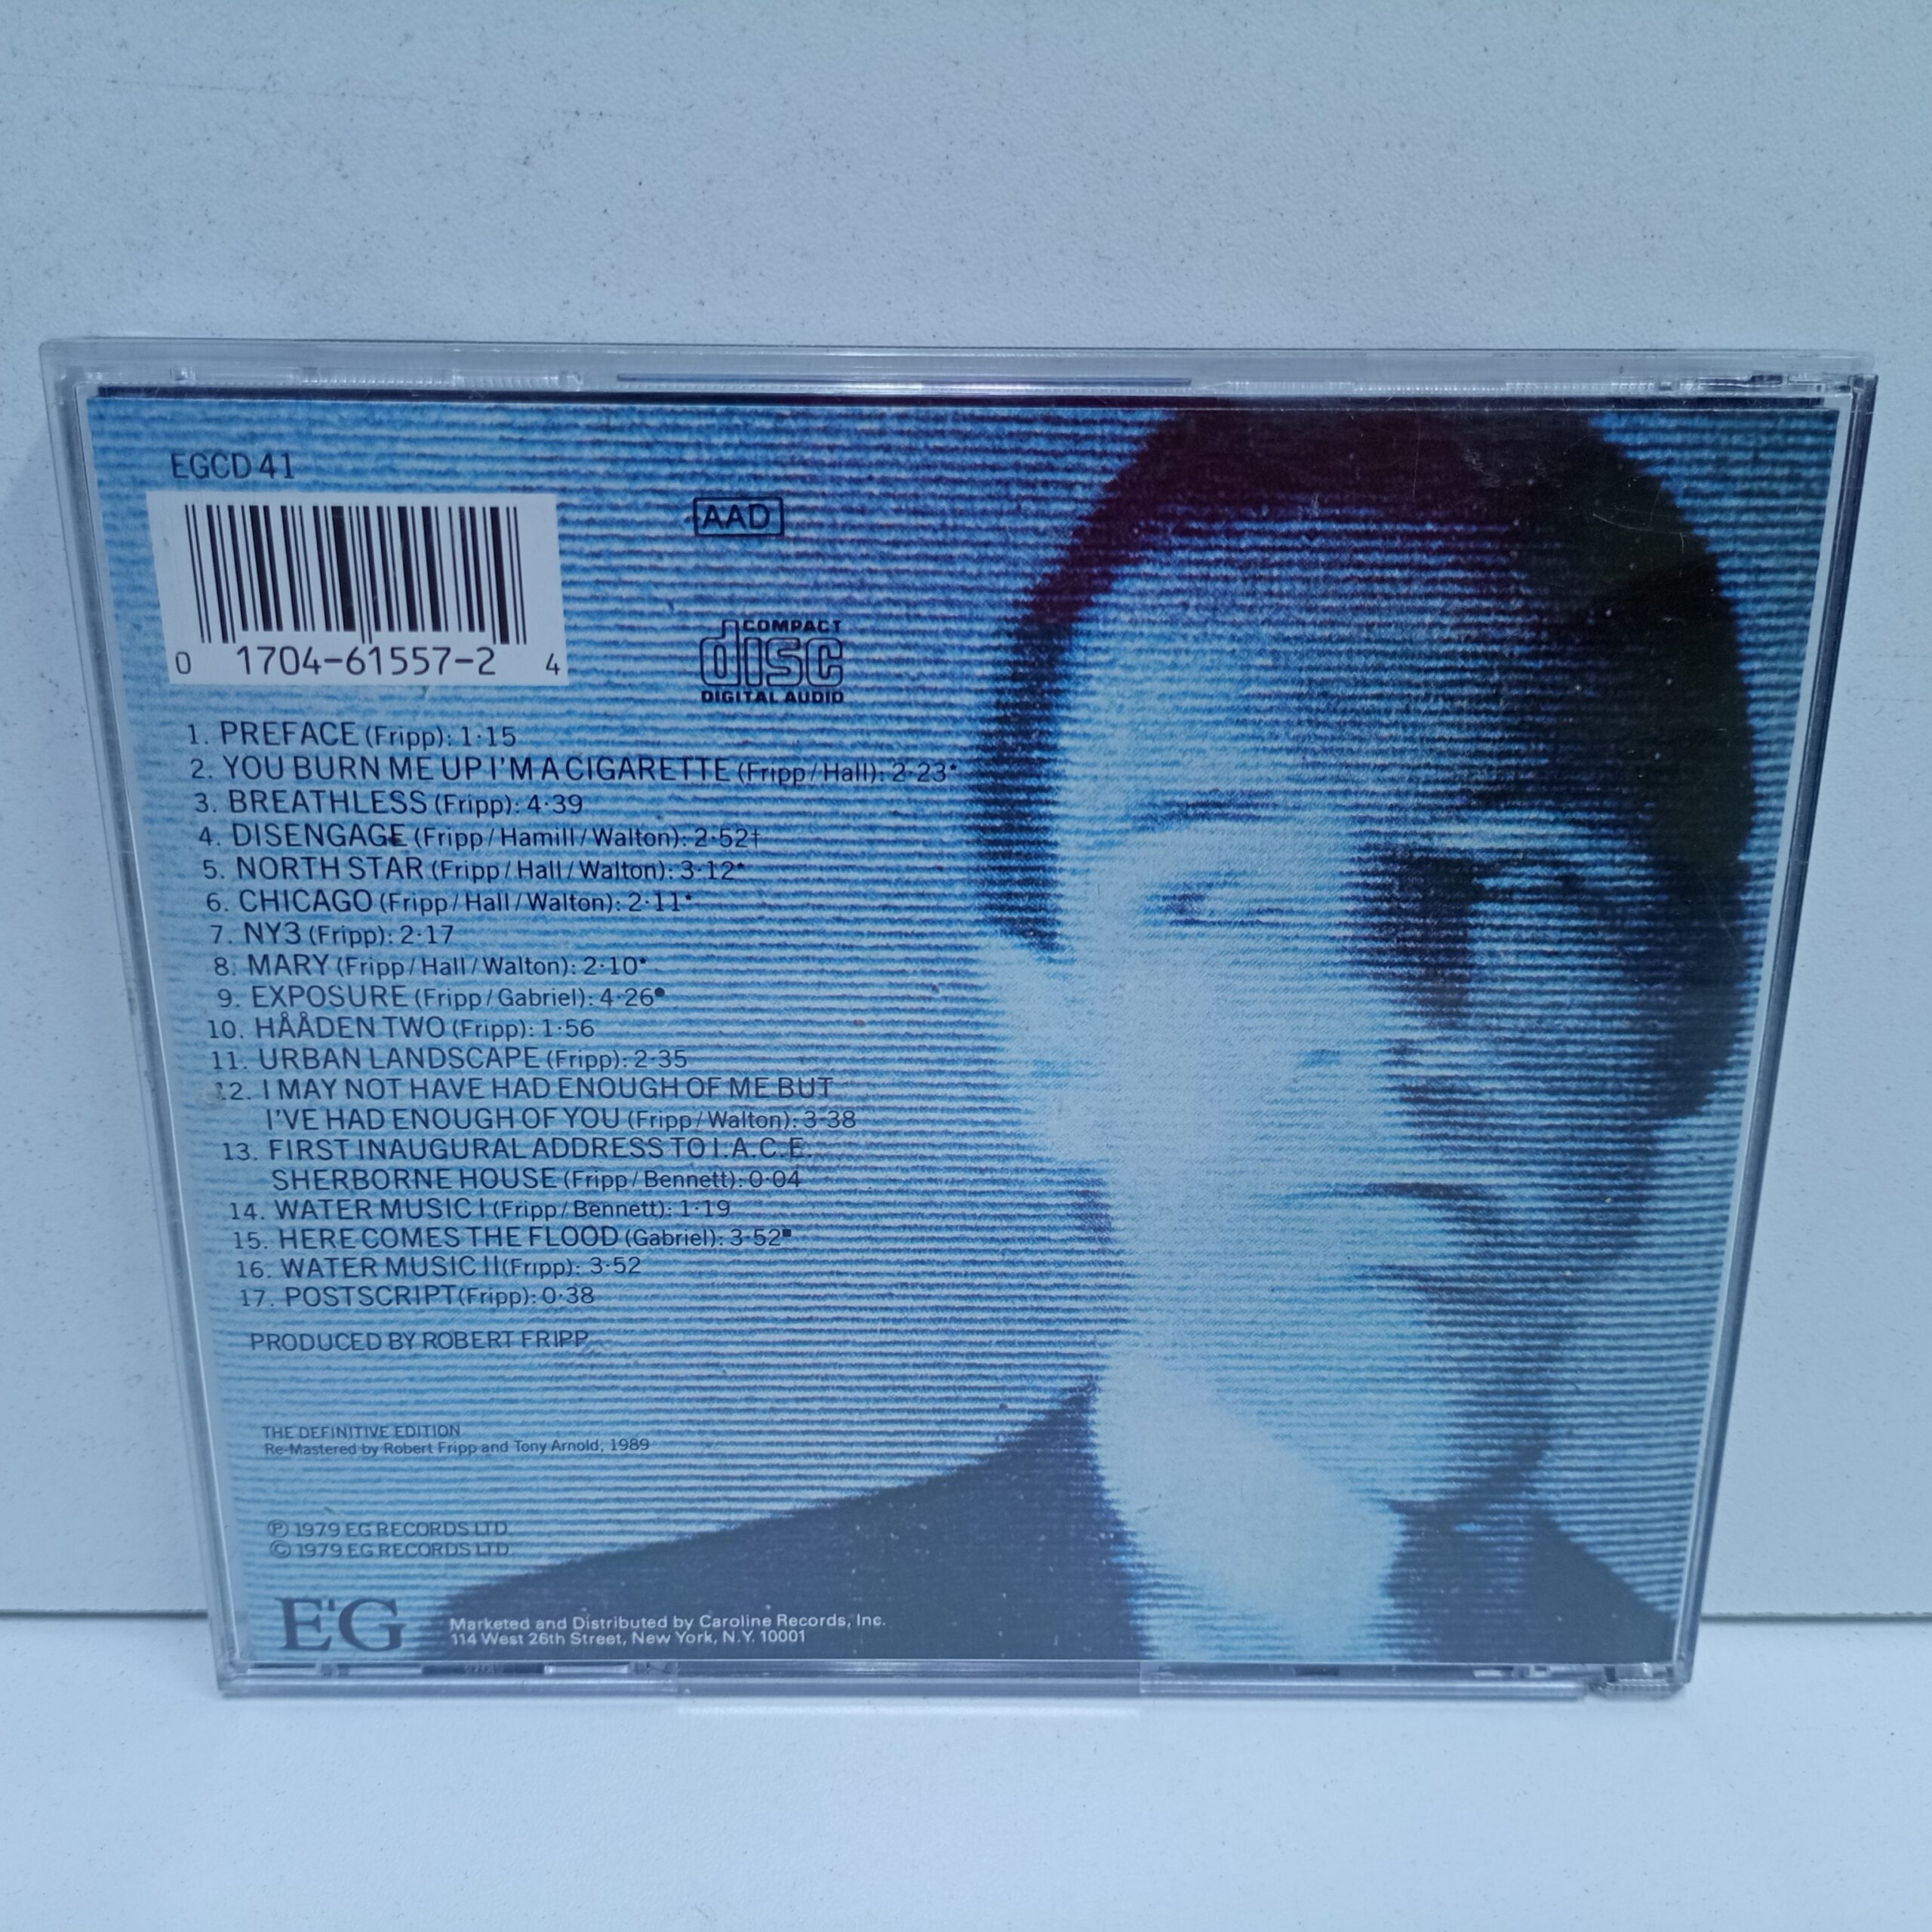 EGCD 41
AAD
0 1704-61557-2 4
COMPACT
disc
DIGITAL AUDIO
1. PREFACE (Fripp): 1·15
2. YOU BURN ME UP I'M A CIGARETTE (Fripp/Hall): 2·23*
3. BREATHLESS (Fripp): 4·39
4. DISENGAGE (Fripp/Hamill/Walton): 2·52†
5. NORTH STAR (Fripp/Hall/Walton): 3·12*
6. CHICAGO (Fripp/Hall/Walton): 2·11*
7. NY3 (Fripp): 2·17
8. MARY (Fripp/Hall/Walton): 2·10*
9. EXPOSURE (Fripp/Gabriel): 4·26●
10. HÅÅDEN TWO (Fripp): 1·56
11. URBAN LANDSCAPE (Fripp): 2·35
12. I MAY NOT HAVE HAD ENOUGH OF ME BUT
I'VE HAD ENOUGH OF YOU (Fripp/Walton): 3·38
13. FIRST INAUGURAL ADDRESS TO I.A.C.E.
SHERBORNE HOUSE (Fripp/Bennett): 0·04
14. WATER MUSIC I (Fripp/Bennett): 1·19
15. HERE COMES THE FLOOD (Gabriel): 3·52■
16. WATER MUSIC II (Fripp): 3·52
17. POSTSCRIPT (Fripp): 0·38
PRODUCED BY ROBERT FRIPP
THE DEFINITIVE EDITION
Re-Mastered by Robert Fripp and Tony Arnold, 1989
℗ 1979 EG RECORDS LTD.
© 1979 EG RECORDS LTD.
E'G
Marketed and Distributed by Caroline Records, Inc.
114 West 26th Street, New York, N.Y. 10001